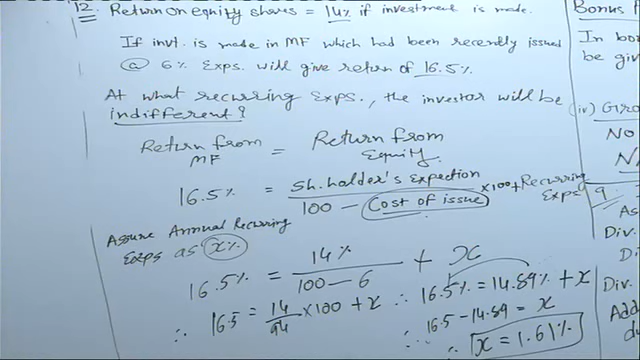 12. Return on Equity shares = 14% if investment is made.
If invt. is made in MF which had been recently issued
@ 6% Exps. will give return of 16.5%.
At what recurring Exps., the investor will be
indifferent?
Return from MF = Return from Equity
16.5% = Sh. holder's Expection / 100 - Cost of issue × 100 + Recurring Exps
Assure Annual Recurring
Exps as x%
16.5% = 14% / 100 - 6 + x
∴ 16.5 = 14/94 × 100 + x
∴ 16.5% = 14.89% + x
∴ 16.5 - 14.89 = x
∴ x = 1.61%
Bonus
In bo
be giv
(iv) Gro
NO
N
9
As
Div.
Di
Div.
Add
du